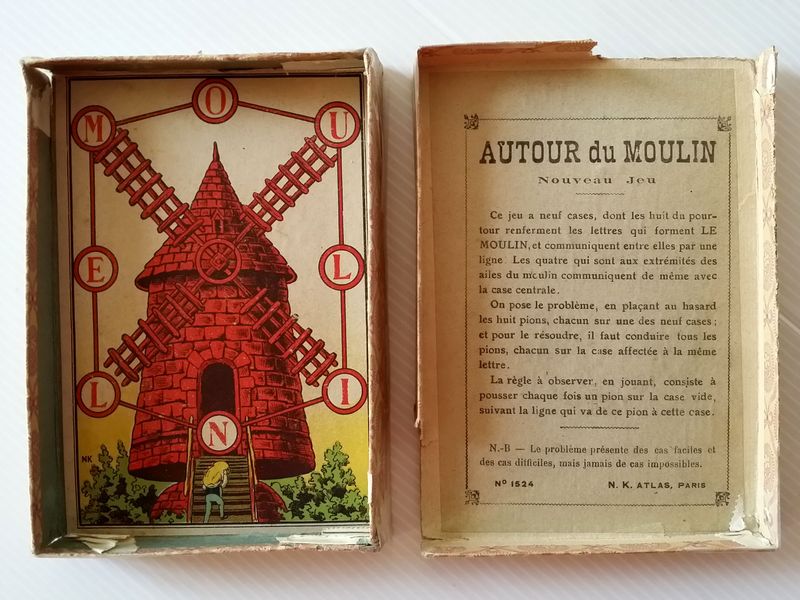 M
O
U
E
L
L
I
N
NK
AUTOUR du MOULIN
Nouveau Jeu
Ce jeu a neuf cases, dont les huit du pour-
tour renferment les lettres qui forment LE
MOULIN, et communiquent entre elles par une
ligne. Les quatre qui sont aux extrémités des
ailes du moulin communiquent de même avec
la case centrale.
On pose le problème, en plaçant au hasard
les huit pions, chacun sur une des neuf cases;
et pour le résoudre, il faut conduire tous les
pions, chacun sur la case affectée à la même
lettre.
La règle à observer, en jouant, consiste à
pousser chaque fois un pion sur la case vide,
suivant la ligne qui va de ce pion à cette case.
N.-B — Le problème présente des cas faciles et
des cas difficiles, mais jamais de cas impossibles.
Nº 1524 N. K. ATLAS, PARIS